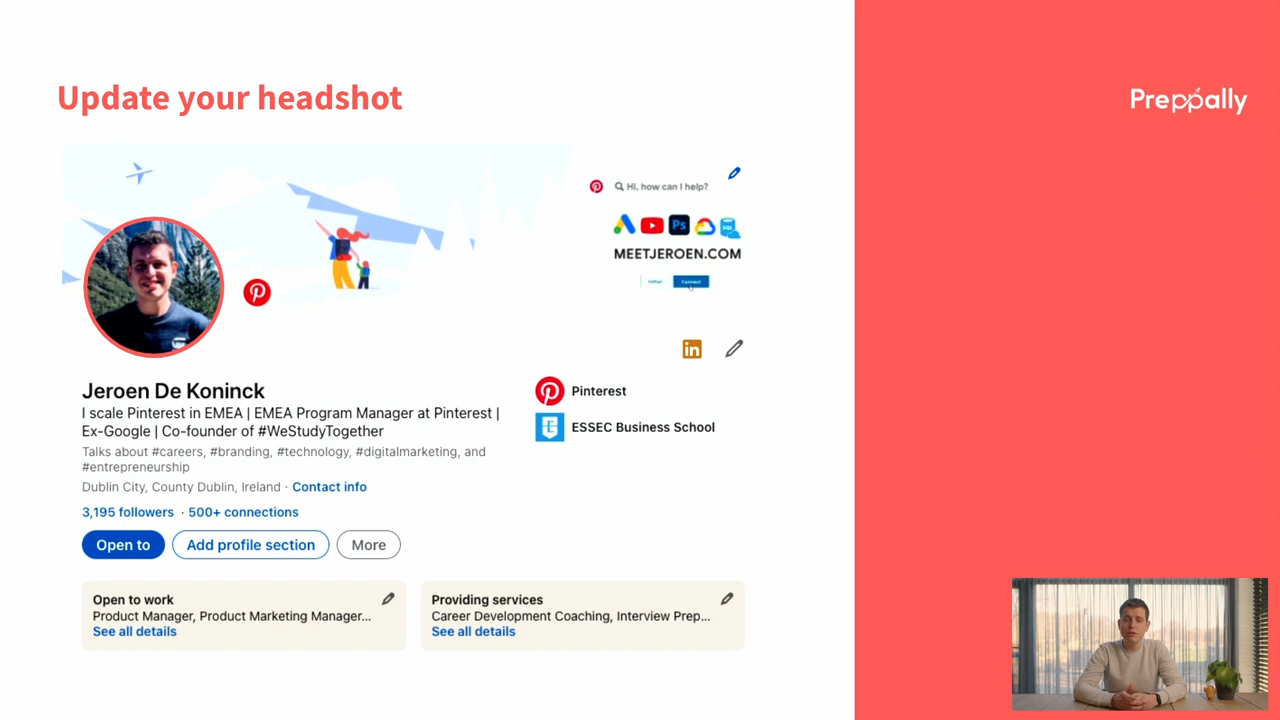 Update your headshot
Preppally
Hi, how can I help?
Ps
SQL
MEETJEROEN.COM
Connect
in
Jeroen De Koninck
I scale Pinterest in EMEA | EMEA Program Manager at Pinterest |
Ex-Google | Co-founder of #WeStudyTogether
Pinterest
ESSEC Business School
Talks about #careers, #branding, #technology, #digitalmarketing, and
#entrepreneurship
Dublin City, County Dublin, Ireland · Contact info
3,195 followers · 500+ connections
Open to
Add profile section
More
Open to work
Product Manager, Product Marketing Manager...
See all details
Providing services
Career Development Coaching, Interview Prep...
See all details